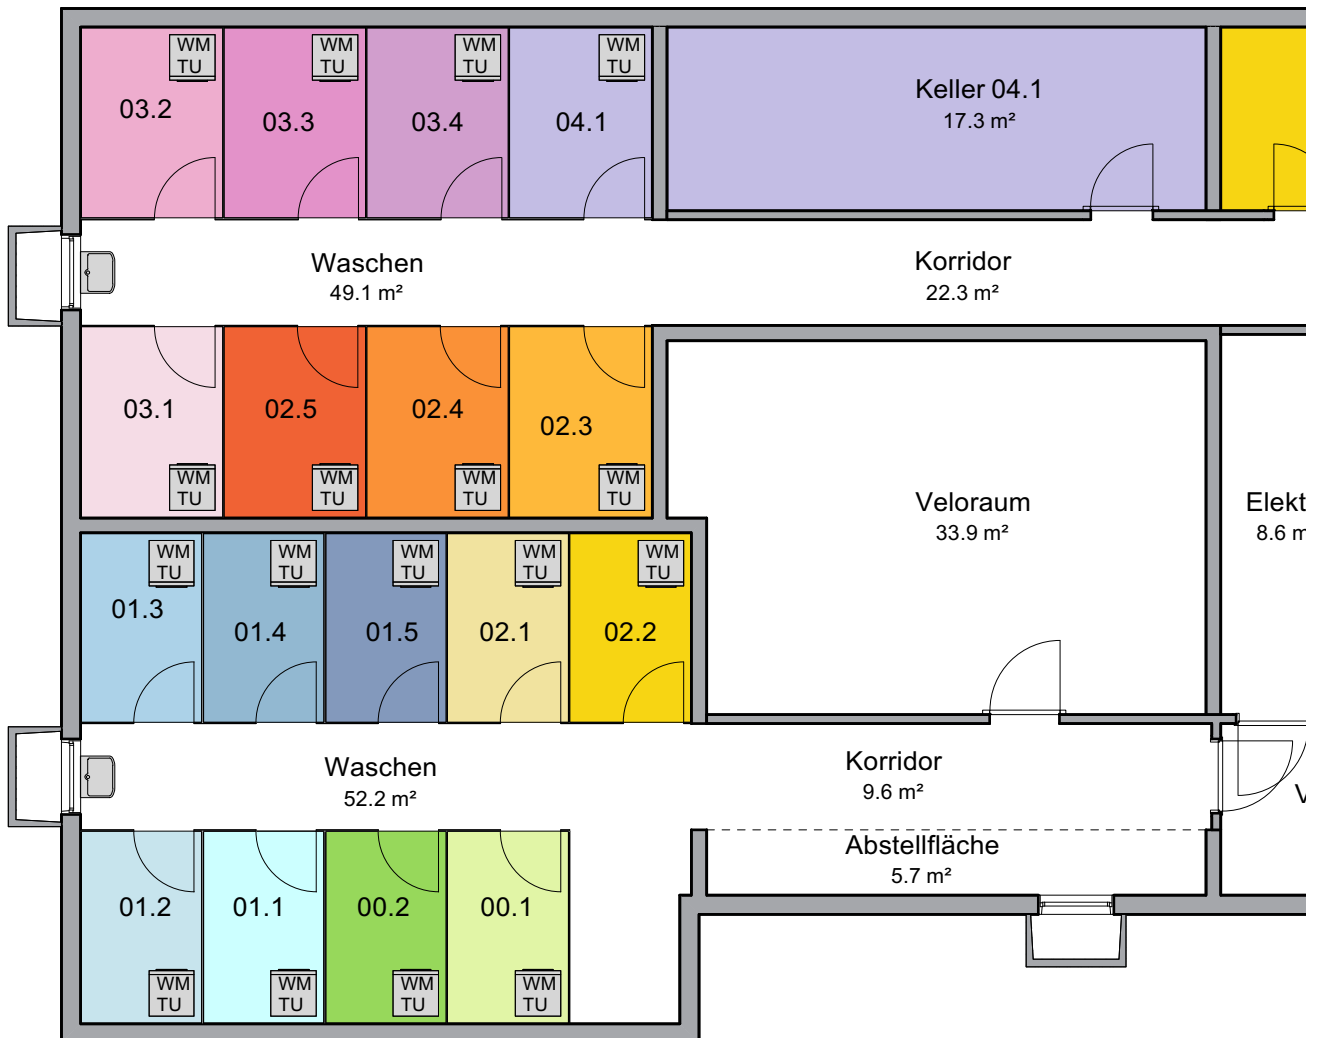 WM
TU
WM
TU
WM
TU
WM
TU
03.2
03.3
03.4
04.1
Keller 04.1
17.3 m²
Waschen
49.1 m²
Korridor
22.3 m²
03.1
02.5
02.4
02.3
WM
TU
WM
TU
WM
TU
WM
TU
Veloraum
33.9 m²
Elekt
8.6 m
WM
TU
WM
TU
WM
TU
WM
TU
WM
TU
01.3
01.4
01.5
02.1
02.2
Waschen
52.2 m²
Korridor
9.6 m²
V
Abstellfläche
5.7 m²
01.2
01.1
00.2
00.1
WM
TU
WM
TU
WM
TU
WM
TU